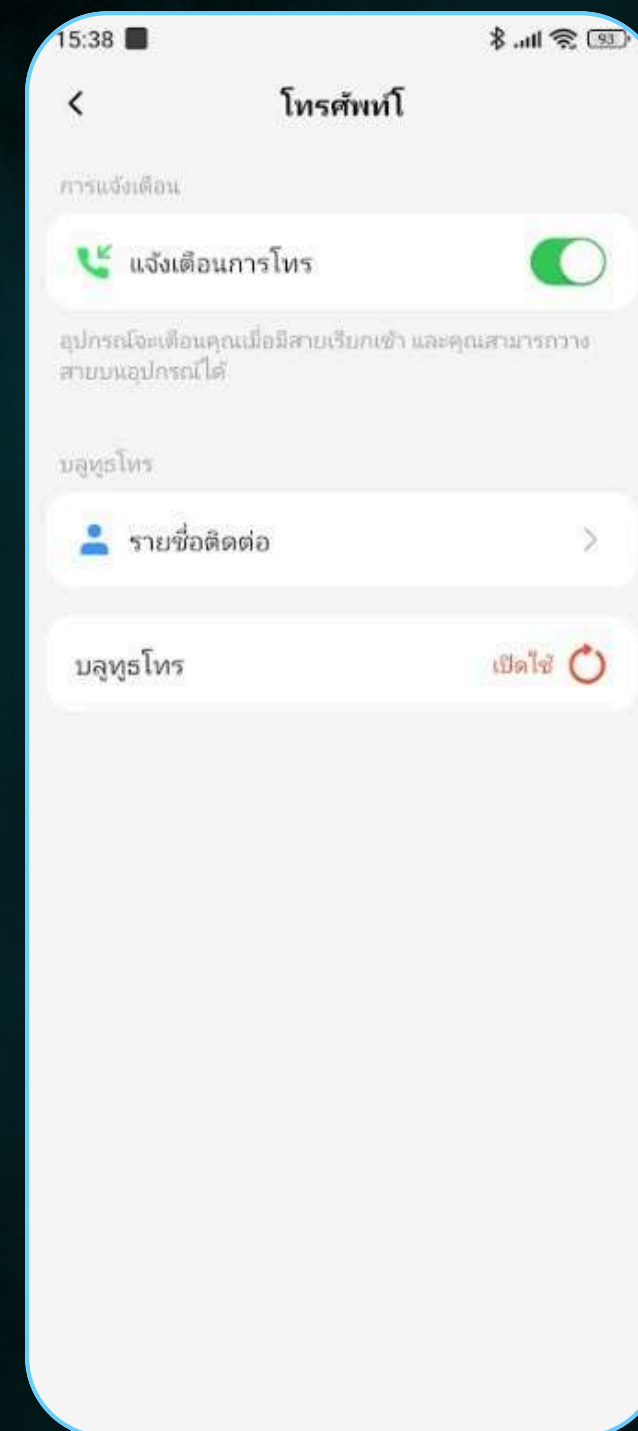 15:38
93
โทรศัพท์โ
การแจ้งเตือน
แจ้งเตือนการโทร
อุปกรณ์จะเตือนคุณเมื่อมีสายเรียกเข้า และคุณสามารถวาง
สายบนอุปกรณ์ได้
บลูทูธโทร
รายชื่อติดต่อ
บลูทูธโทร
เปิดใช้